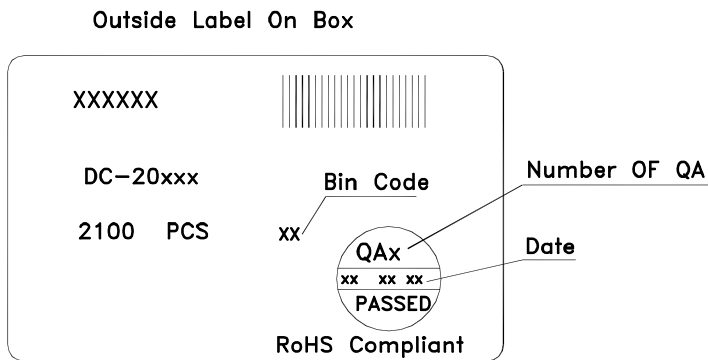 Outside Label On Box
XXXXXX
DC-20xxx
Bin Code
Number OF QA
2100 PCS
xx
QAx
Date
xx xx xx
PASSED
RoHS Compliant